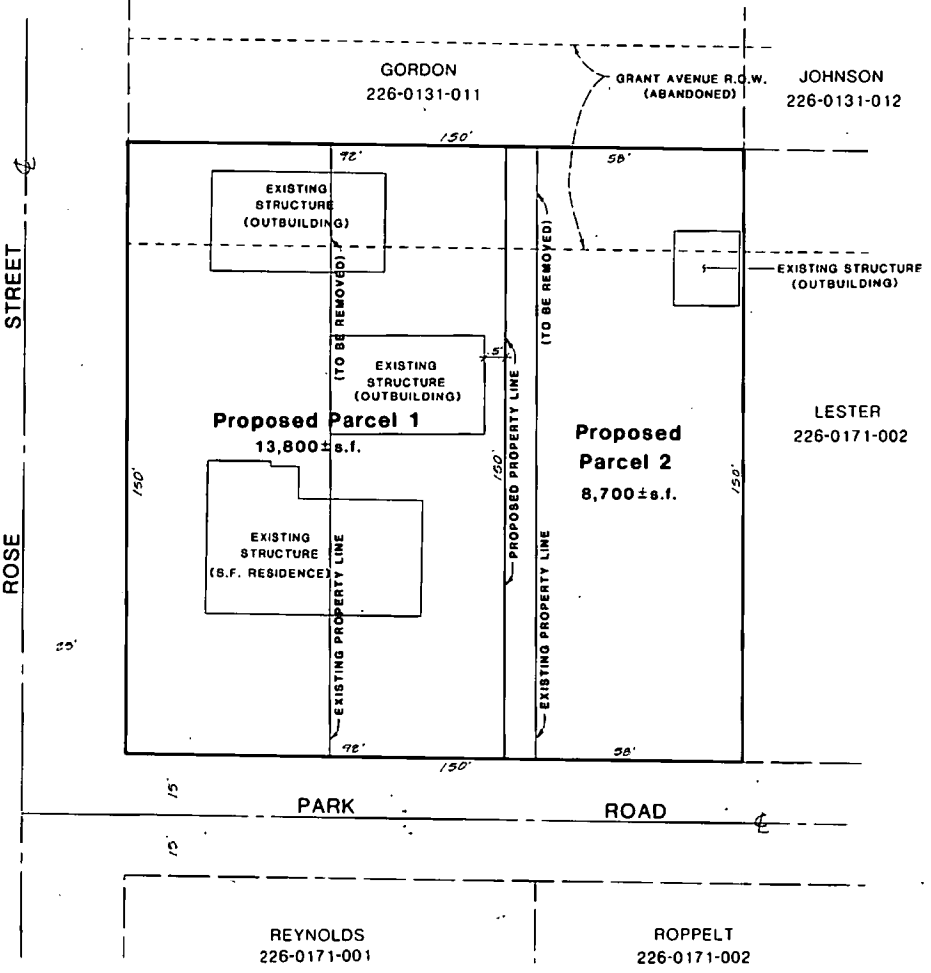 GORDON
226-0131-011
GRANT AVENUE R.O.W.
(ABANDONED)
JOHNSON
226-0131-012
150'
92'
58'
EXISTING
STRUCTURE
(OUTBUILDING)
(TO BE REMOVED)
(TO BE REMOVED)
EXISTING STRUCTURE
(OUTBUILDING)
STREET
ROSE
5'
EXISTING
STRUCTURE
(OUTBUILDING)
PROPOSED PROPERTY LINE
Proposed Parcel 1
13,800±s.f.
Proposed
Parcel 2
8,700±s.f.
LESTER
226-0171-002
150'
150'
150'
EXISTING
STRUCTURE
(S.F. RESIDENCE)
EXISTING PROPERTY LINE
EXISTING PROPERTY LINE
25'
92'
58'
150'
15'
PARK ROAD
15'
REYNOLDS
226-0171-001
ROPPELT
226-0171-002